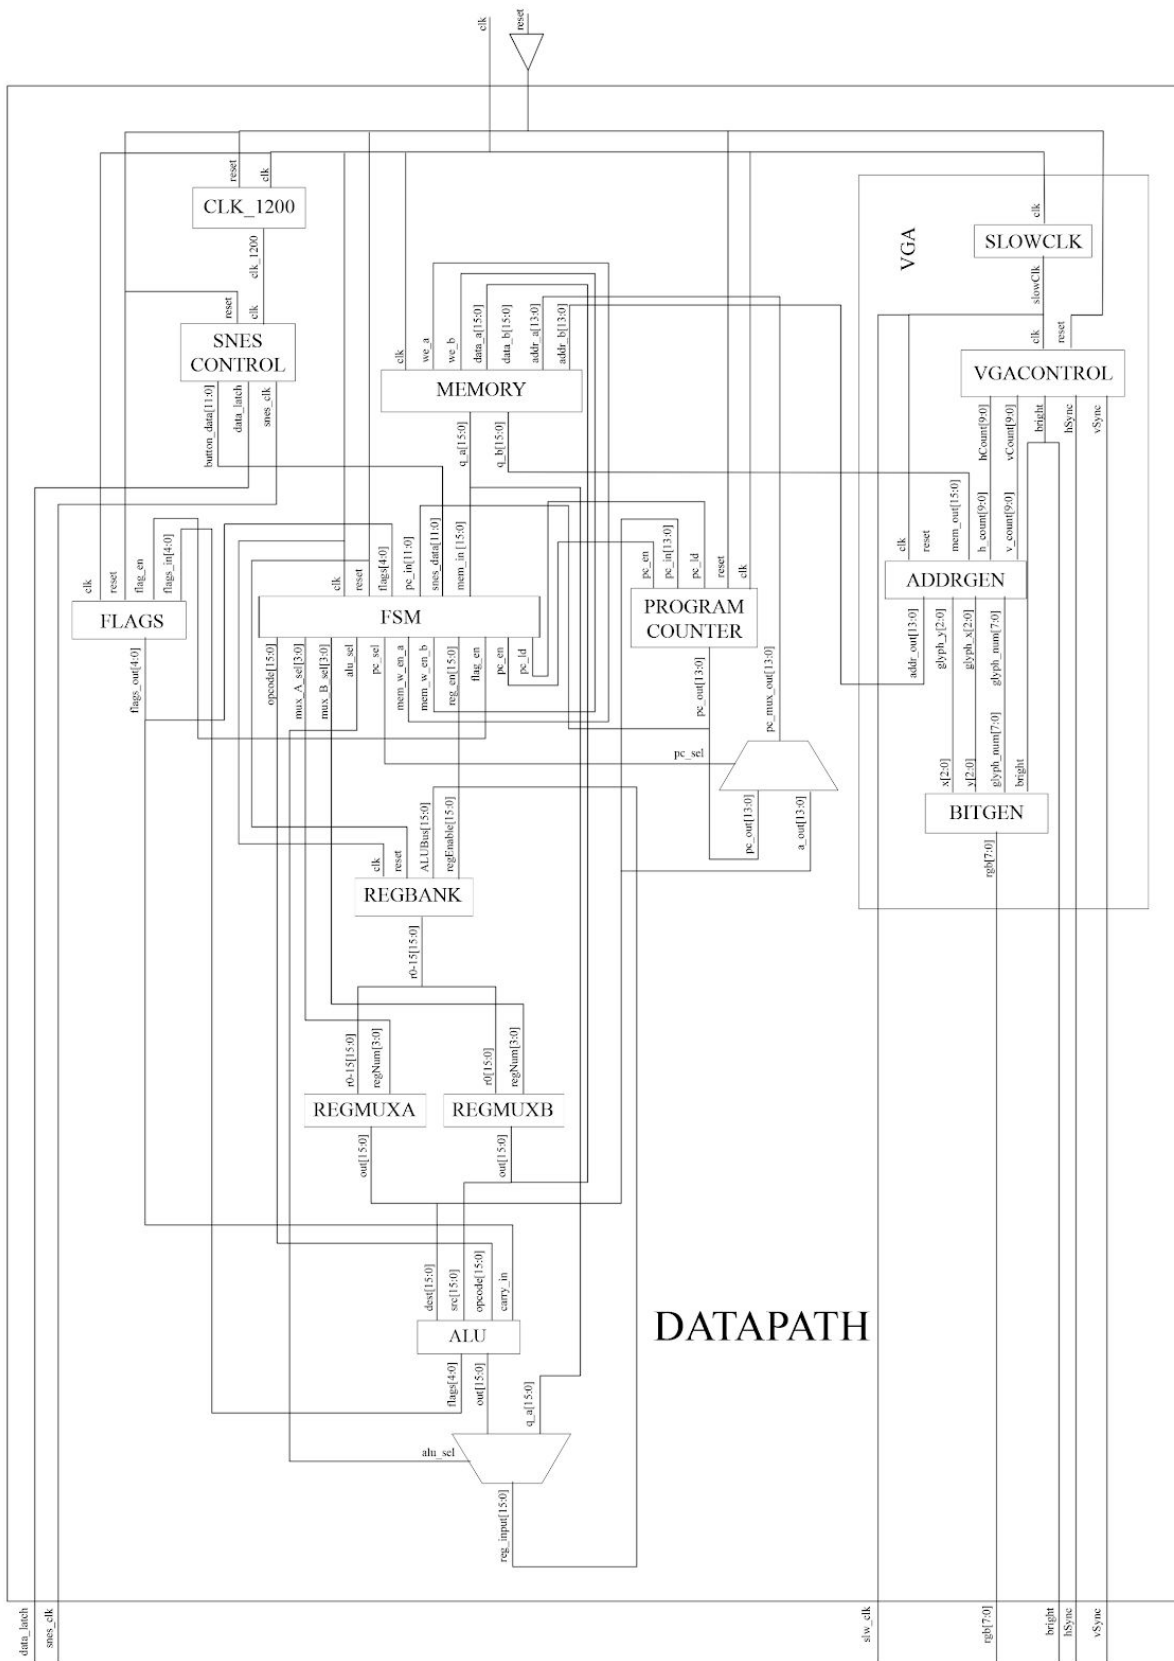 clk
reset
reset
clk
CLK_1200
clk_1200
reset
clk
SNES
CONTROL
button_data[11:0]
data_latch
snes_clk
clk
we_a
we_b
data_a[15:0]
data_b[15:0]
addr_a[13:0]
addr_b[13:0]
MEMORY
q_a[15:0]
q_b[15:0]
VGA
clk
SLOWCLK
slowClk
clk
reset
VGACONTROL
hCount[9:0]
vCount[9:0]
bright
hSync
vSync
clk
reset
mem_out[15:0]
h_count[9:0]
v_count[9:0]
ADDRGEN
addr_out[13:0]
glyph_y[2:0]
glyph_x[2:0]
glyph_num[7:0]
x[2:0]
y[2:0]
glyph_num[7:0]
bright
BITGEN
rgb[7:0]
clk
reset
flag_en
flags_in[4:0]
FLAGS
flags_out[4:0]
clk
reset
flags[4:0]
pc_in[11:0]
snes_data[11:0]
mem_in [15:0]
FSM
opcode[15:0]
mux_A_sel[3:0]
mux_B_sel[3:0]
alu_sel
pc_sel
mem_w_en_a
mem_w_en_b
reg_en[15:0]
flag_en
pc_en
pc_ld
pc_en
pc_in[13:0]
pc_ld
reset
clk
PROGRAM
COUNTER
pc_out[13:0]
pc_mux_out[13:0]
pc_sel
pc_out[13:0]
a_out[13:0]
clk
reset
ALUBus[15:0]
regEnable[15:0]
REGBANK
r0-15[15:0]
r0-15[15:0]
regNum[3:0]
r0[15:0]
regNum[3:0]
REGMUXA
REGMUXB
out[15:0]
out[15:0]
dest[15:0]
src[15:0]
opcode[15:0]
carry_in
ALU
flags[4:0]
out[15:0]
q_a[15:0]
alu_sel
reg_input[15:0]
DATAPATH
data_latch
snes_clk
slw_clk
rgb[7:0]
bright
hSync
vSync